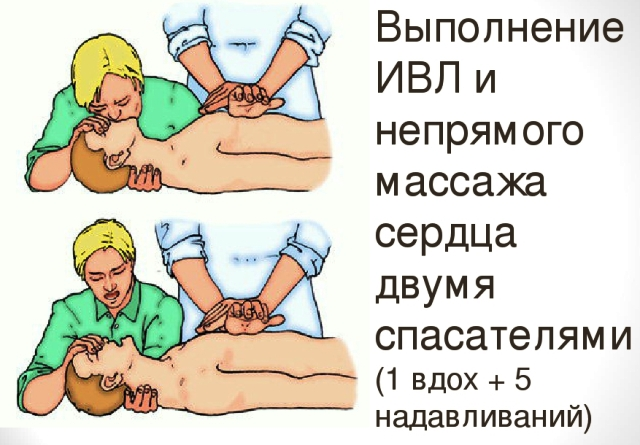 Выполнение
ИВЛ и
непрямого
массажа
сердца
двумя
спасателями
(1 вдох + 5
надавливаний)